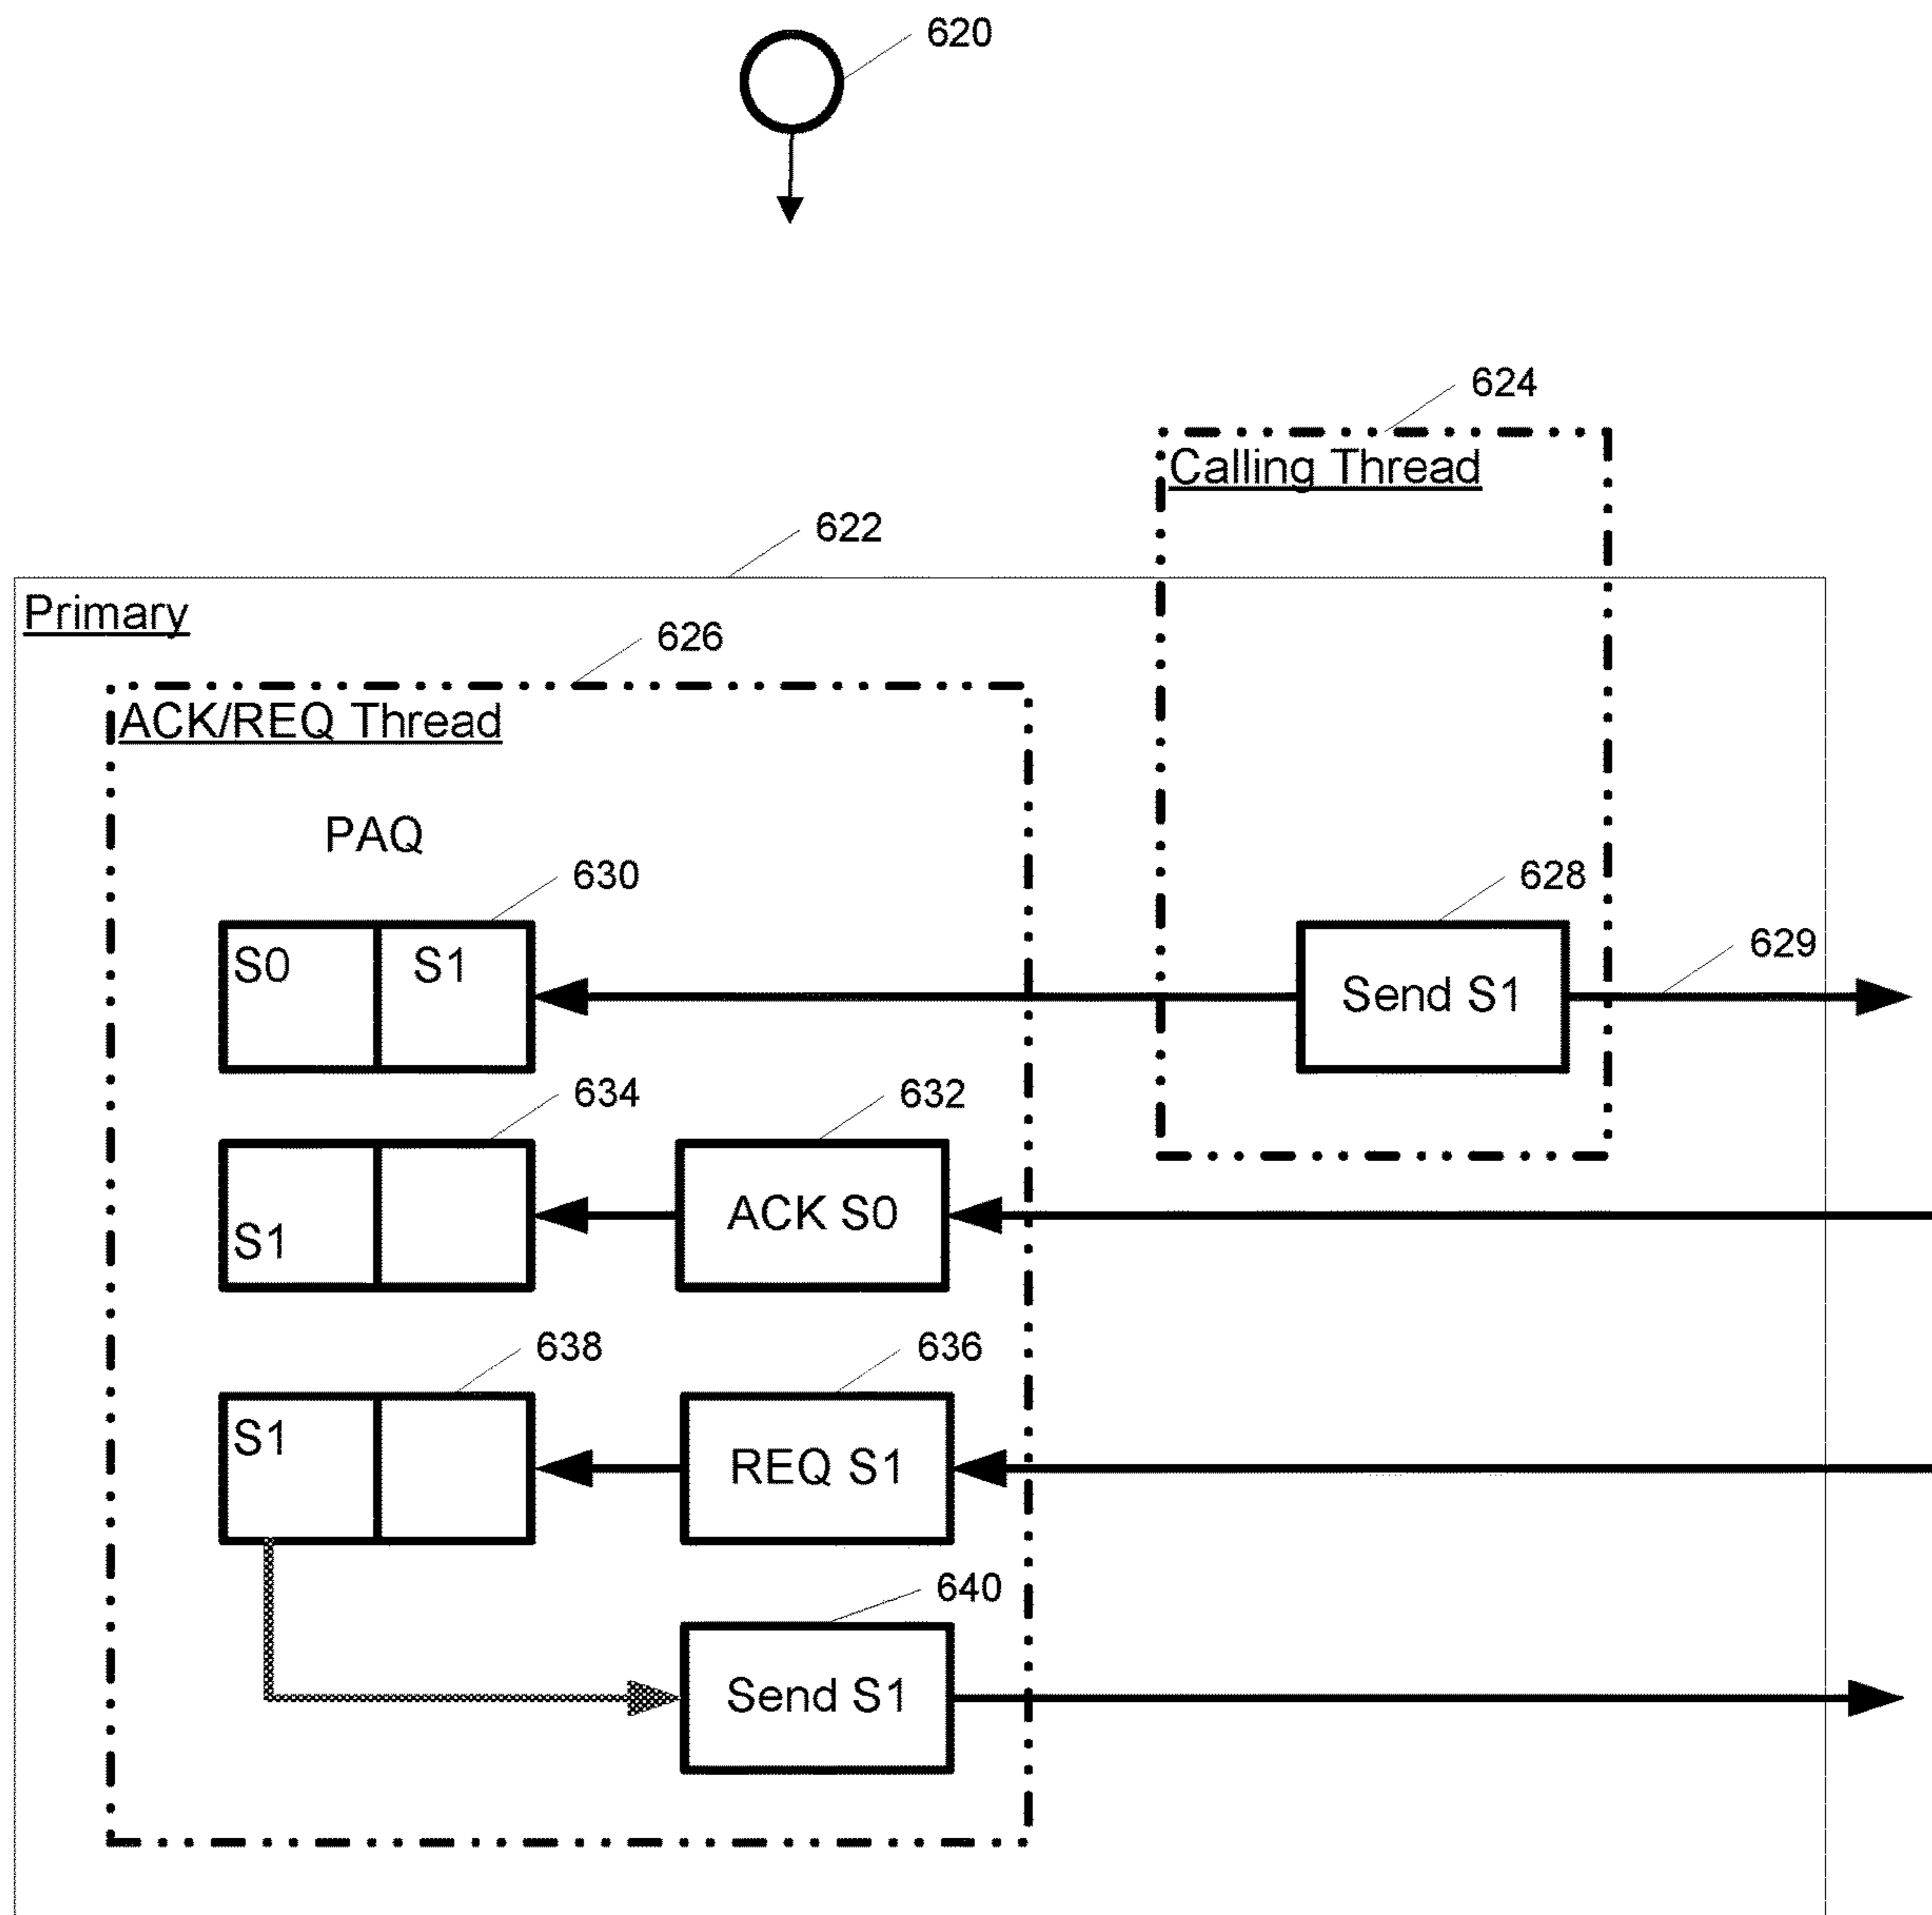 620
624
Calling Thread
622
Primary
626
ACK/REQ Thread
PAQ
630
628
629
S0 S1
Send S1
634
632
S1
ACK S0
638
636
S1
REQ S1
640
Send S1